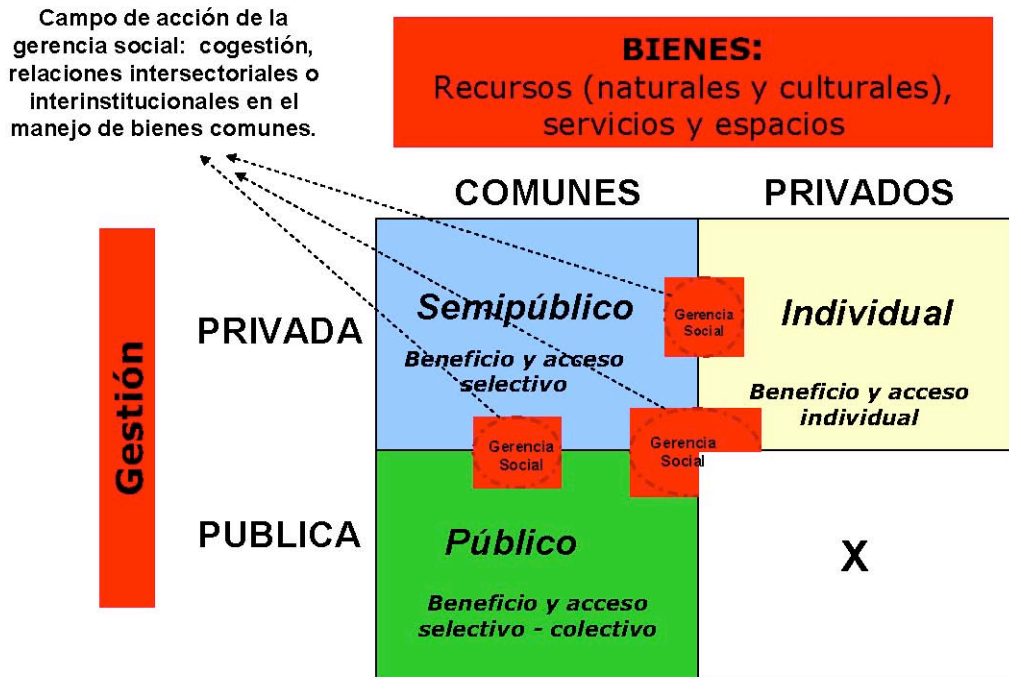 Campo de acción de la
gerencia social: cogestión,
relaciones intersectoriales o
interinstitucionales en el
manejo de bienes comunes.
BIENES:
Recursos (naturales y culturales),
servicios y espacios
COMUNES
PRIVADOS
Gestión
PRIVADA
Semipúblico
Beneficio y acceso
selectivo
Gerencia
Social
Individual
Beneficio y acceso
individual
Gerencia
Social
Gerencia
Social
PUBLICA
Público
Beneficio y acceso
selectivo - colectivo
X